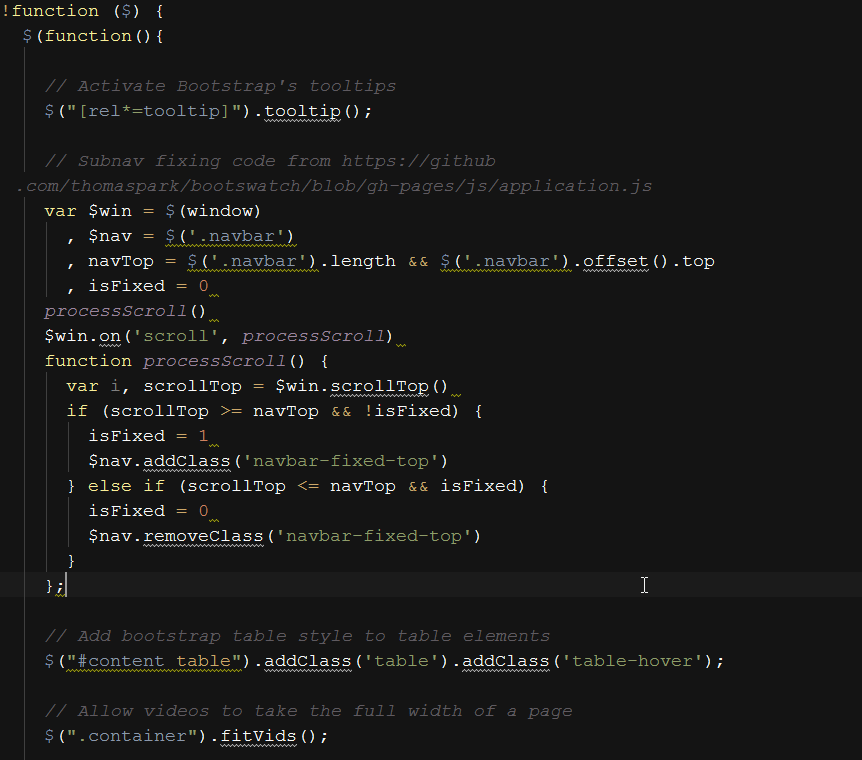 !function ($) {
$(function(){
// Activate Bootstrap's tooltips
$("[rel*=tooltip]").tooltip();
// Subnav fixing code from https://github
.com/thomaspark/bootswatch/blob/gh-pages/js/application.js
var $win = $(window)
, $nav = $('.navbar')
, navTop = $('.navbar').length && $('.navbar').offset().top
, isFixed = 0
processScroll()
$win.on('scroll', processScroll)
function processScroll() {
var i, scrollTop = $win.scrollTop()
if (scrollTop >= navTop && !isFixed) {
isFixed = 1
$nav.addClass('navbar-fixed-top')
} else if (scrollTop <= navTop && isFixed) {
isFixed = 0
$nav.removeClass('navbar-fixed-top')
}
};
// Add bootstrap table style to table elements
$("#content table").addClass('table').addClass('table-hover');
// Allow videos to take the full width of a page
$(".container").fitVids();